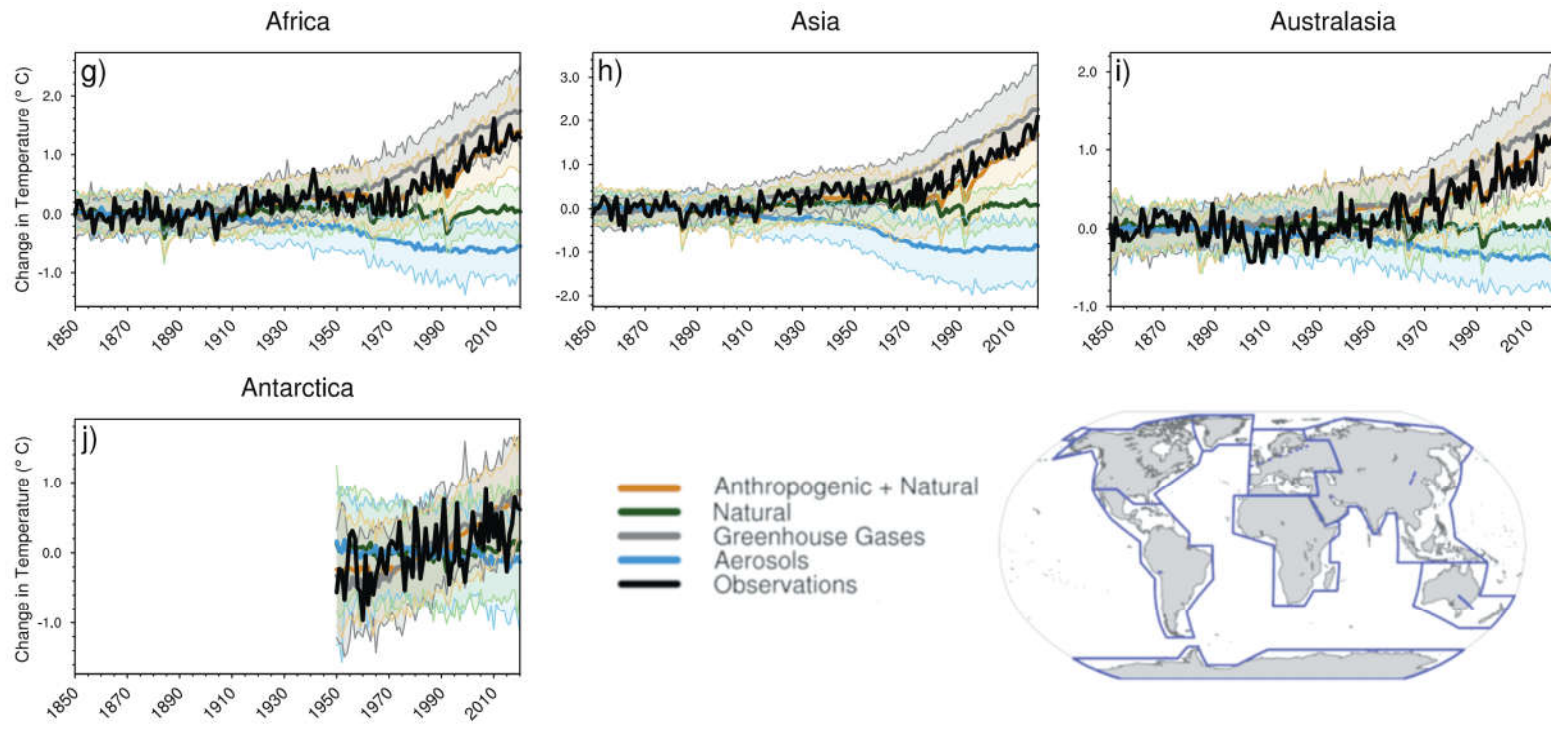 Africa Asia Australasia
g) h) i)
Change in Temperature (° C)
2.0 1.0 0.0 -1.0
3.0 2.0 1.0 0.0 -1.0 -2.0
2.0 1.0 0.0 -1.0
1850 1870 1890 1910 1930 1950 1970 1990 2010
1850 1870 1890 1910 1930 1950 1970 1990 2010
1850 1870 1890 1910 1930 1950 1970 1990 2010
Antarctica
j)
Change in Temperature (° C)
1.0 0.0 -1.0
1850 1870 1890 1910 1930 1950 1970 1990 2010
Anthropogenic + Natural
Natural
Greenhouse Gases
Aerosols
Observations